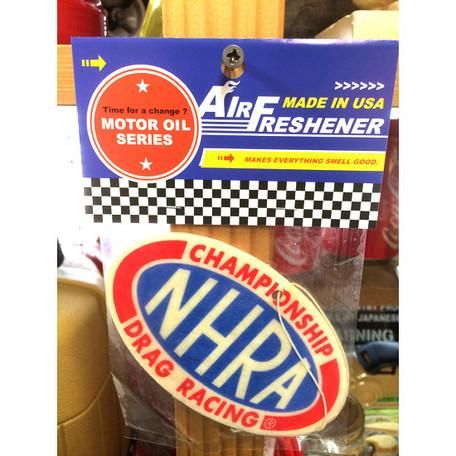 Time for a change ?
MOTOR OIL
SERIES
AIR FRESHENER
MADE IN USA
>>>>>>
MAKES EVERYTHING SMELL GOOD.
CHAMPIONSHIP
NHRA
DRAG RACING®
JAPANESE